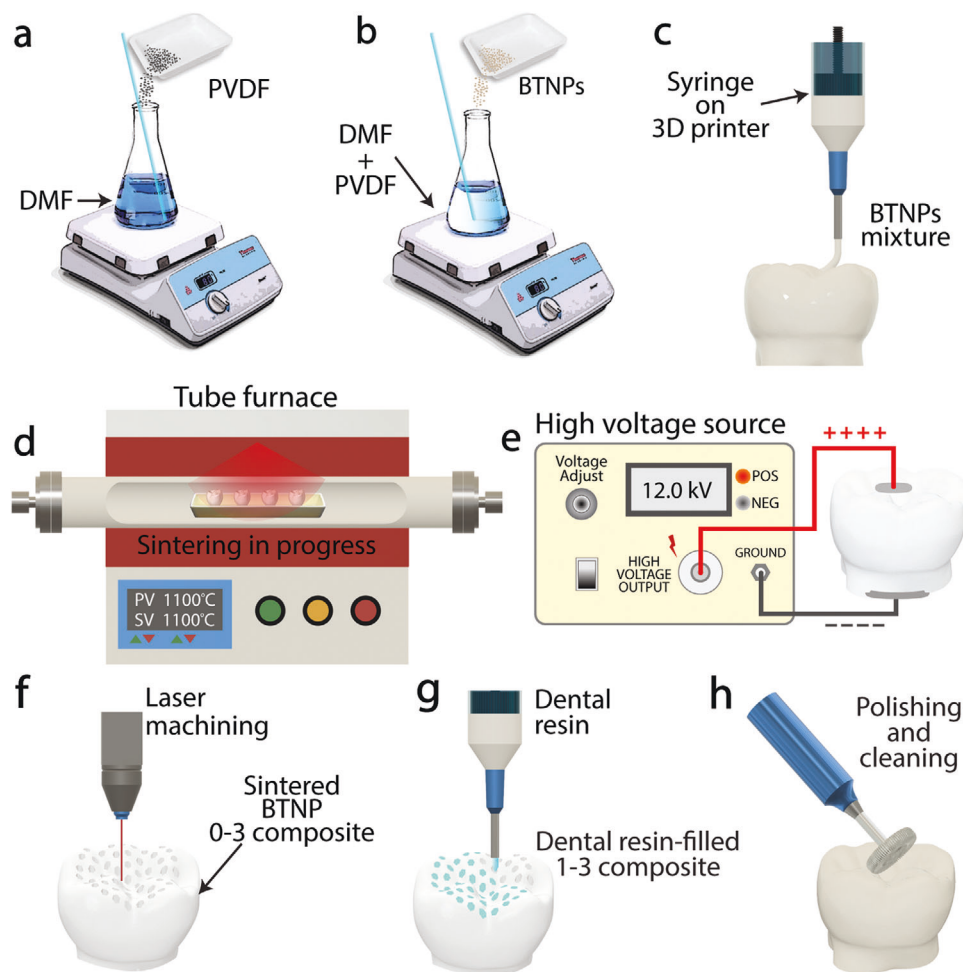 a
PVDF
DMF
b
BTNPs
DMF
+
PVDF
c
Syringe
on
3D printer
BTNPs
mixture
d
Tube furnace
Sintering in progress
PV 1100°C
SV 1100°C
e
High voltage source
Voltage
Adjust
12.0 kV
POS
NEG
HIGH
VOLTAGE
OUTPUT
GROUND
++++
----
f
Laser
machining
Sintered
BTNP
0-3 composite
g
Dental
resin
Dental resin-filled
1-3 composite
h
Polishing
and
cleaning